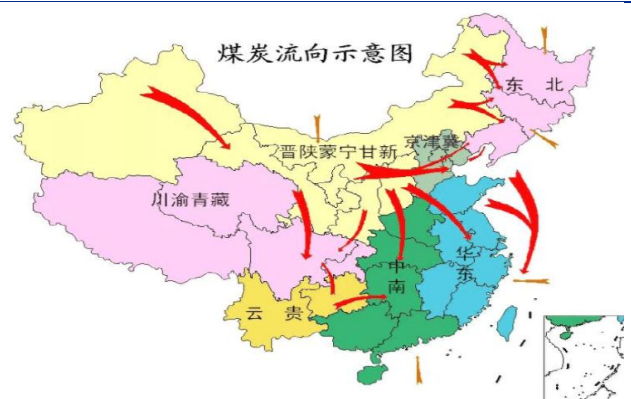 煤炭流向示意图
东北
京津冀
晋陕蒙宁甘新
川渝青藏
华东
中南
云贵